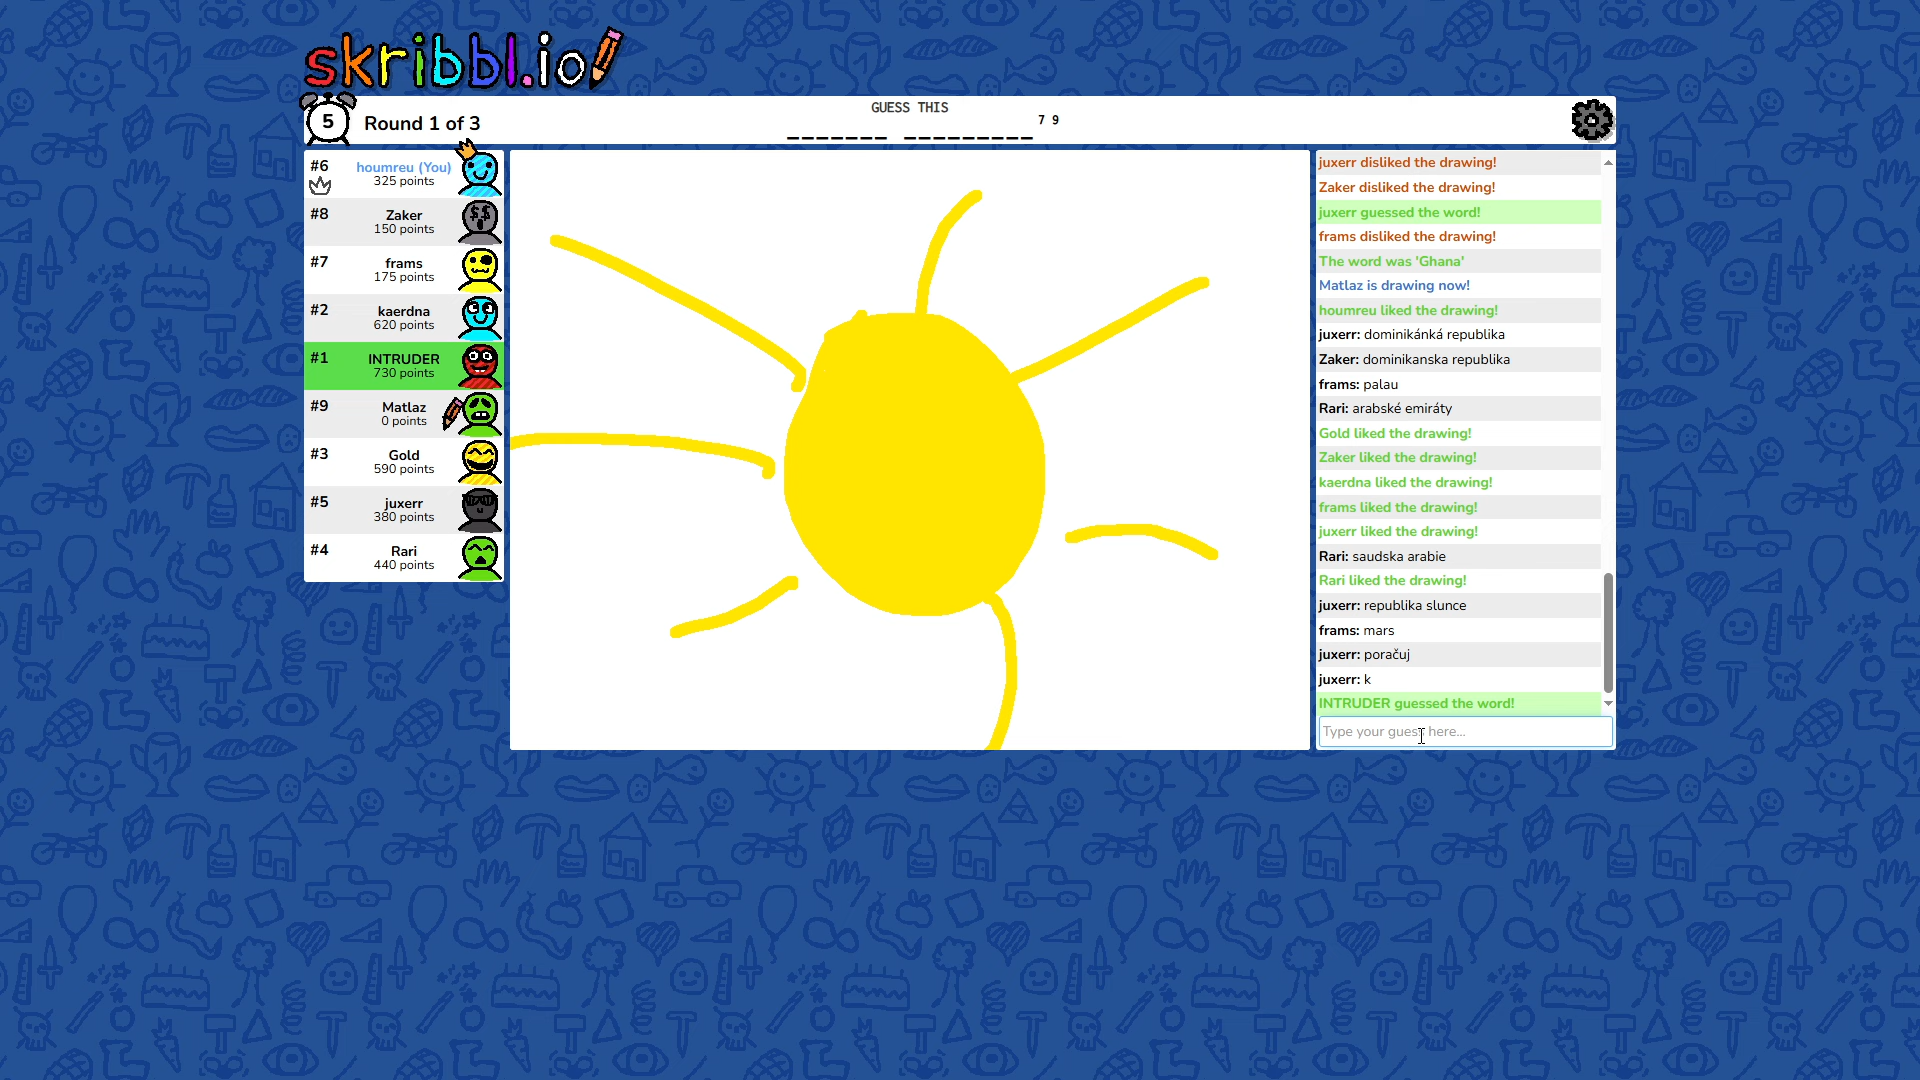 skribbl.io
5
Round 1 of 3
GUESS THIS
_______ _________ 7 9
#6
houmreu (You)
325 points
#8
Zaker
150 points
#7
frams
175 points
#2
kaerdna
620 points
#1
INTRUDER
730 points
#9
Matlaz
0 points
#3
Gold
590 points
#5
juxerr
380 points
#4
Rari
440 points
juxerr disliked the drawing!
Zaker disliked the drawing!
juxerr guessed the word!
frams disliked the drawing!
The word was 'Ghana'
Matlaz is drawing now!
houmreu liked the drawing!
juxerr: dominikánká republika
Zaker: dominikanska republika
frams: palau
Rari: arabské emiráty
Gold liked the drawing!
Zaker liked the drawing!
kaerdna liked the drawing!
frams liked the drawing!
juxerr liked the drawing!
Rari: saudska arabie
Rari liked the drawing!
juxerr: republika slunce
frams: mars
juxerr: poračuj
juxerr: k
INTRUDER guessed the word!
Type your guess here...